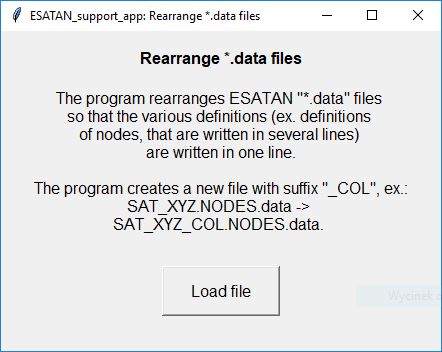 ESATAN_support_app: Rearrange *.data files
Rearrange *.data files
The program rearranges ESATAN "*.data" files
so that the various definitions (ex. definitions
of nodes, that are written in several lines)
are written in one line.
The program creates a new file with suffix "_COL", ex.:
SAT_XYZ.NODES.data ->
SAT_XYZ_COL.NODES.data.
Load file
Wycinek